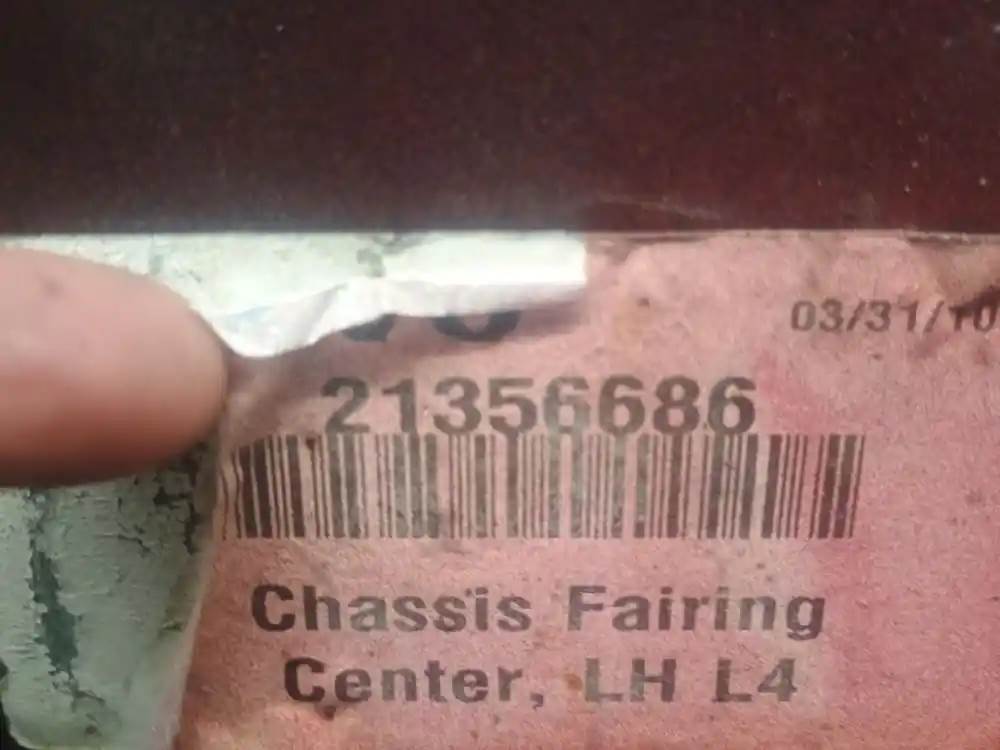 03/31/10
21356686
Chassis Fairing
Center, LH L4